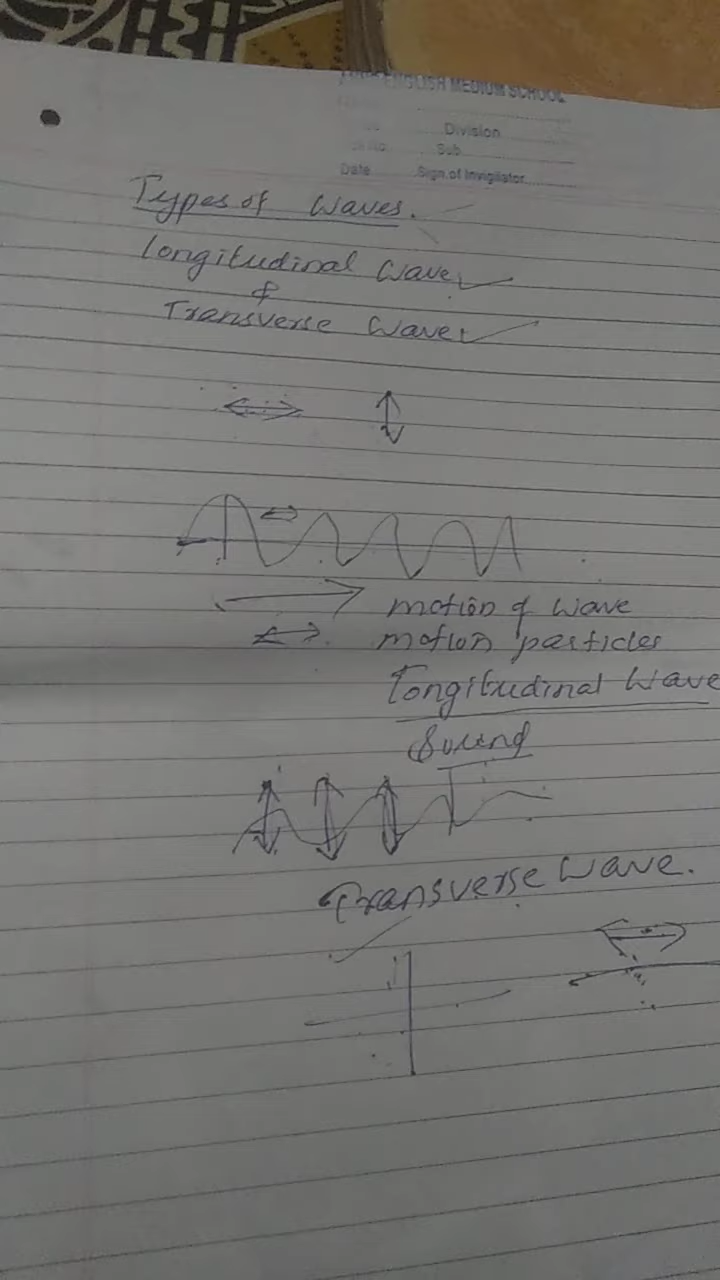 ENGLISH MEDIUM SCHOOL
Division
Sub
Date Sign.of Invigilator..........
Types of Waves.
Longitudinal Wave
&
Transverse Wave
motion of wave
motion particles
Longitudinal Wave
Sound
Transverse Wave.